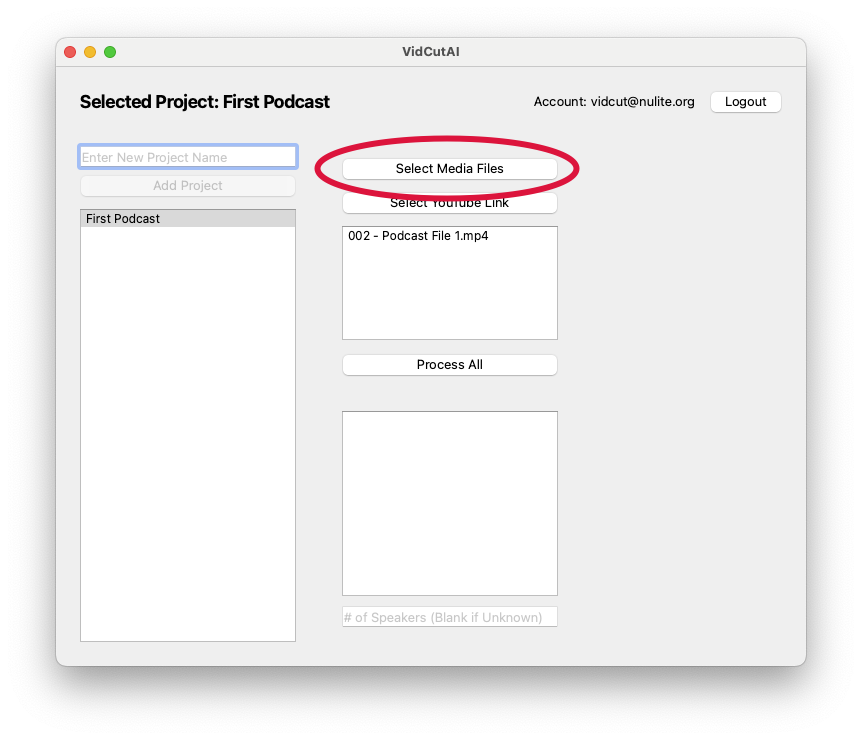 VidCutAI
Selected Project: First Podcast
Account: vidcut@nulite.org
Logout
Enter New Project Name
Add Project
First Podcast
Select Media Files
Select YouTube Link
002 - Podcast File 1.mp4
Process All
# of Speakers (Blank if Unknown)